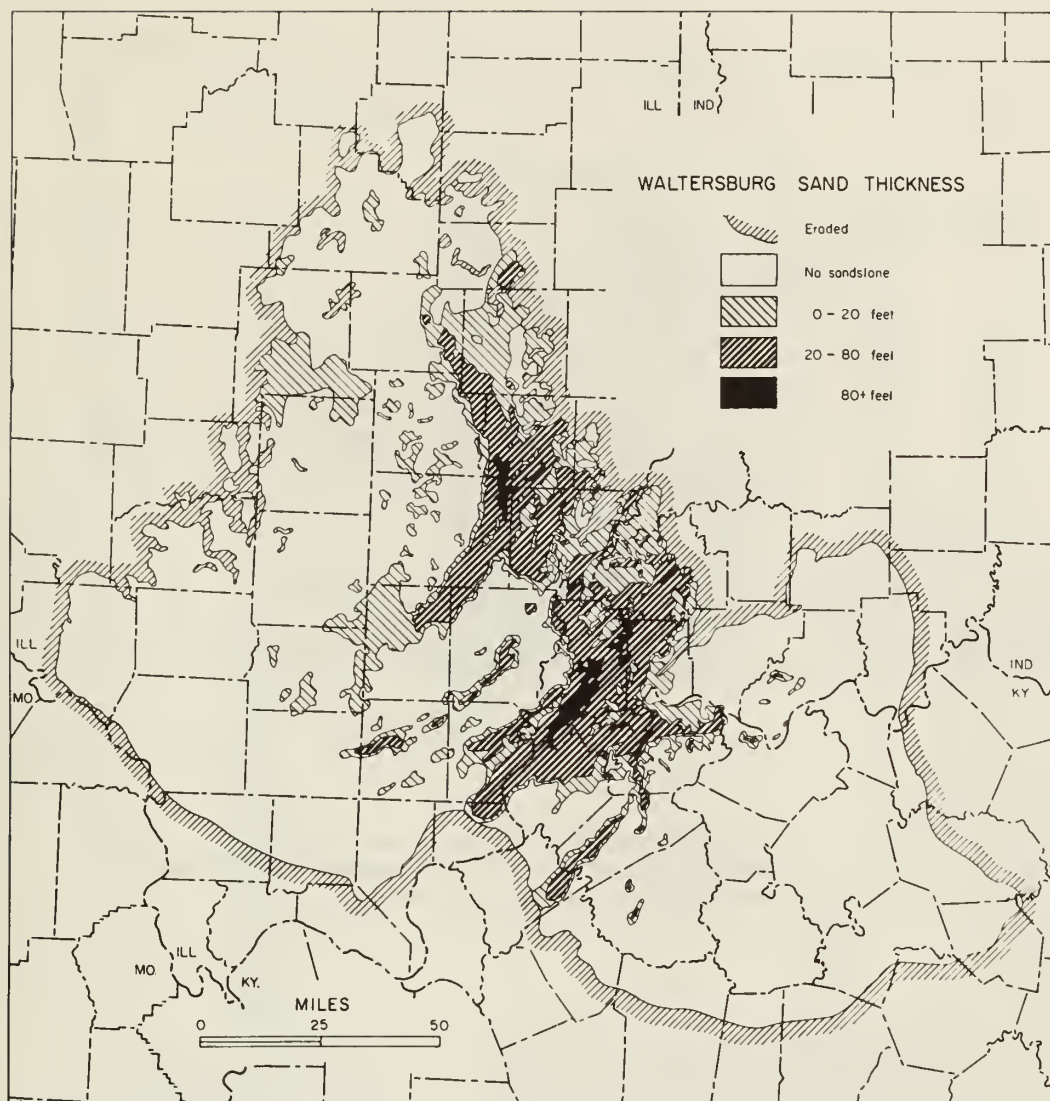 ILL IND
WALTERSBURG SAND THICKNESS
Eroded
No sandstone
0 – 20 feet
20 – 80 feet
80+ feet
ILL
MO.
IND
KY
MO.
ILL
KY.
MILES
0 25 50